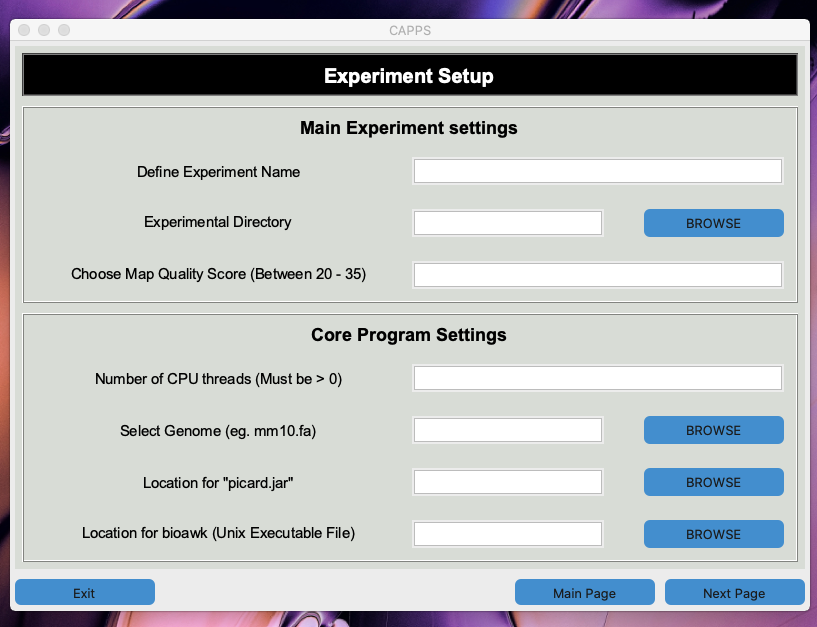 CAPPS
Experiment Setup
Main Experiment settings
Define Experiment Name
Experimental Directory
BROWSE
Choose Map Quality Score (Between 20 - 35)
Core Program Settings
Number of CPU threads (Must be > 0)
Select Genome (eg. mm10.fa)
BROWSE
Location for "picard.jar"
BROWSE
Location for bioawk (Unix Executable File)
BROWSE
Exit
Main Page
Next Page